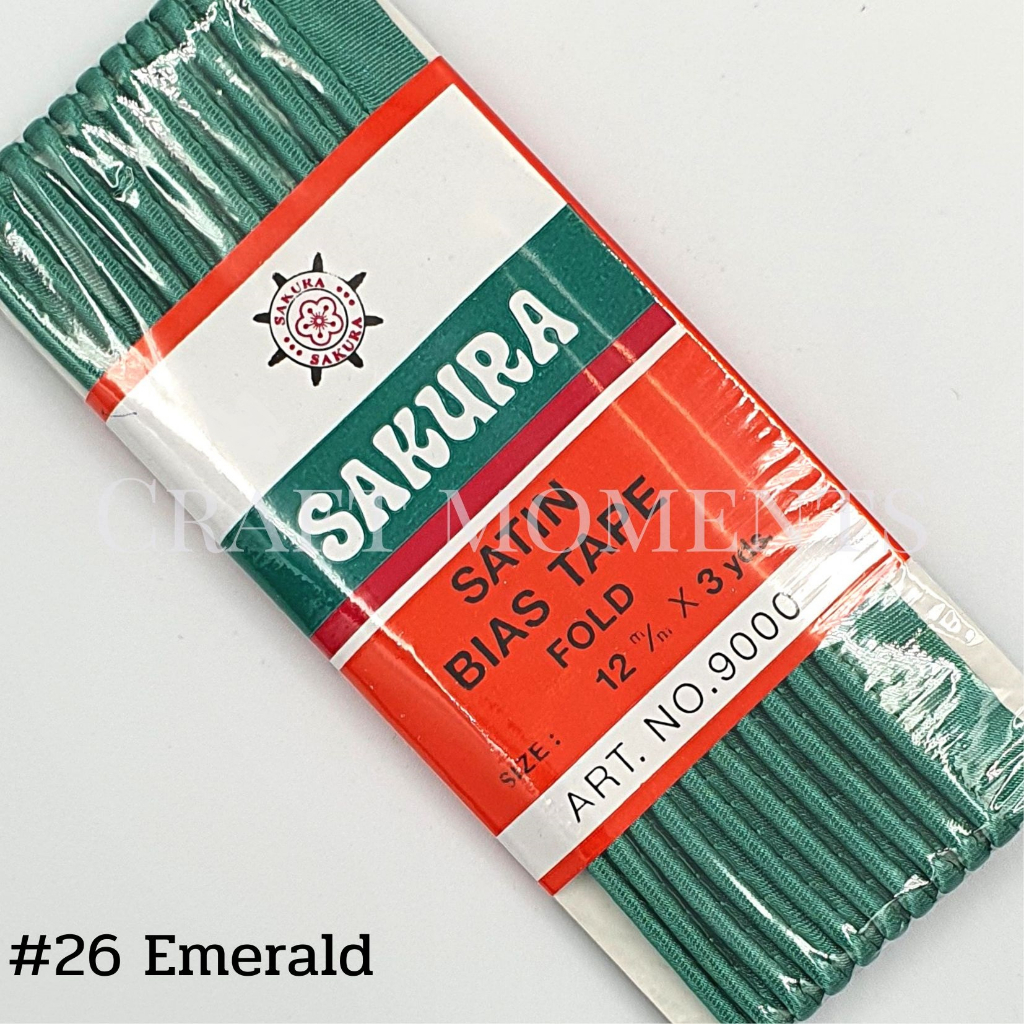 SAKURA
SAKURA
SAKURA
CRAFT MOMENTS
SATIN
BIAS TAPE
FOLD
12 m/m X 3 yds
SIZE :
ART. NO.9000
#26 Emerald